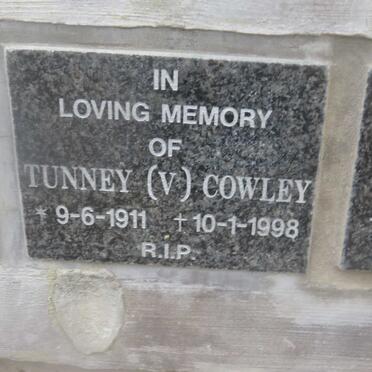 IN
LOVING MEMORY
OF
TUNNEY (V) COWLEY
* 9-6-1911 † 10-1-1998
R.I.P.